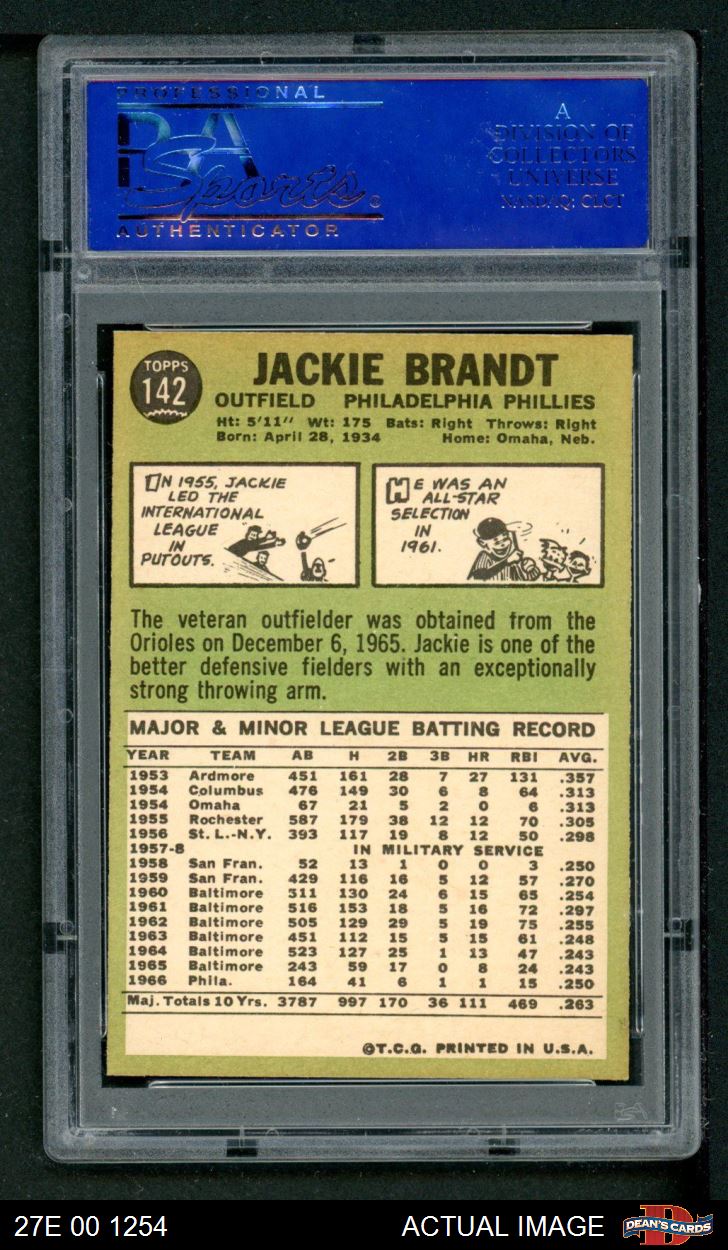 PROFESSIONAL
PSA
Sports®
AUTHENTICATOR
A
DIVISION OF
COLLECTORS
UNIVERSE
NASDAQ: CLCT
TOPPS
142
JACKIE BRANDT
OUTFIELD PHILADELPHIA PHILLIES
Ht: 5'11" Wt: 175 Bats: Right Throws: Right
Born: April 28, 1934 Home: Omaha, Neb.
IN 1955, JACKIE
LED THE
INTERNATIONAL
LEAGUE
IN
PUTOUTS.
HE WAS AN
ALL-STAR
SELECTION
IN
1961.
The veteran outfielder was obtained from the
Orioles on December 6, 1965. Jackie is one of the
better defensive fielders with an exceptionally
strong throwing arm.
MAJOR & MINOR LEAGUE BATTING RECORD
YEAR TEAM AB H 2B 3B HR RBI AVG.
1953 Ardmore 451 161 28 7 27 131 .357
1954 Columbus 476 149 30 6 8 64 .313
1954 Omaha 67 21 5 2 0 6 .313
1955 Rochester 587 179 38 12 12 70 .305
1956 St. L.-N.Y. 393 117 19 8 12 50 .298
1957-8 IN MILITARY SERVICE
1958 San Fran. 52 13 1 0 0 3 .250
1959 San Fran. 429 116 16 5 12 57 .270
1960 Baltimore 511 130 24 6 15 65 .254
1961 Baltimore 516 153 18 5 16 72 .297
1962 Baltimore 505 129 29 5 19 75 .255
1963 Baltimore 451 112 15 5 15 61 .248
1964 Baltimore 523 127 25 1 13 47 .243
1965 Baltimore 243 59 17 0 8 24 .243
1966 Phila. 164 41 6 1 1 15 .250
Maj. Totals 10 Yrs. 3787 997 170 36 111 469 .263
©T.C.G. PRINTED IN U.S.A.
27E 00 1254
ACTUAL IMAGE
DEAN'S CARDS